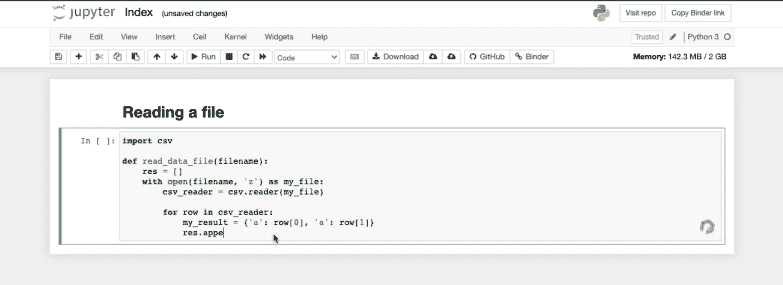 jupyter Index (unsaved changes) Visit repo Copy Binder link
File Edit View Insert Cell Kernel Widgets Help Trusted Python 3
Run Code Download GitHub Binder Memory: 142.3 MB / 2 GB
Reading a file
In [ ]: import csv
def read_data_file(filename):
res = []
with open(filename, 'z') as my_file:
csv_reader = csv.reader(my_file)
for row in csv_reader:
my_result = {'a': row[0], 'a': row[1]}
res.appe